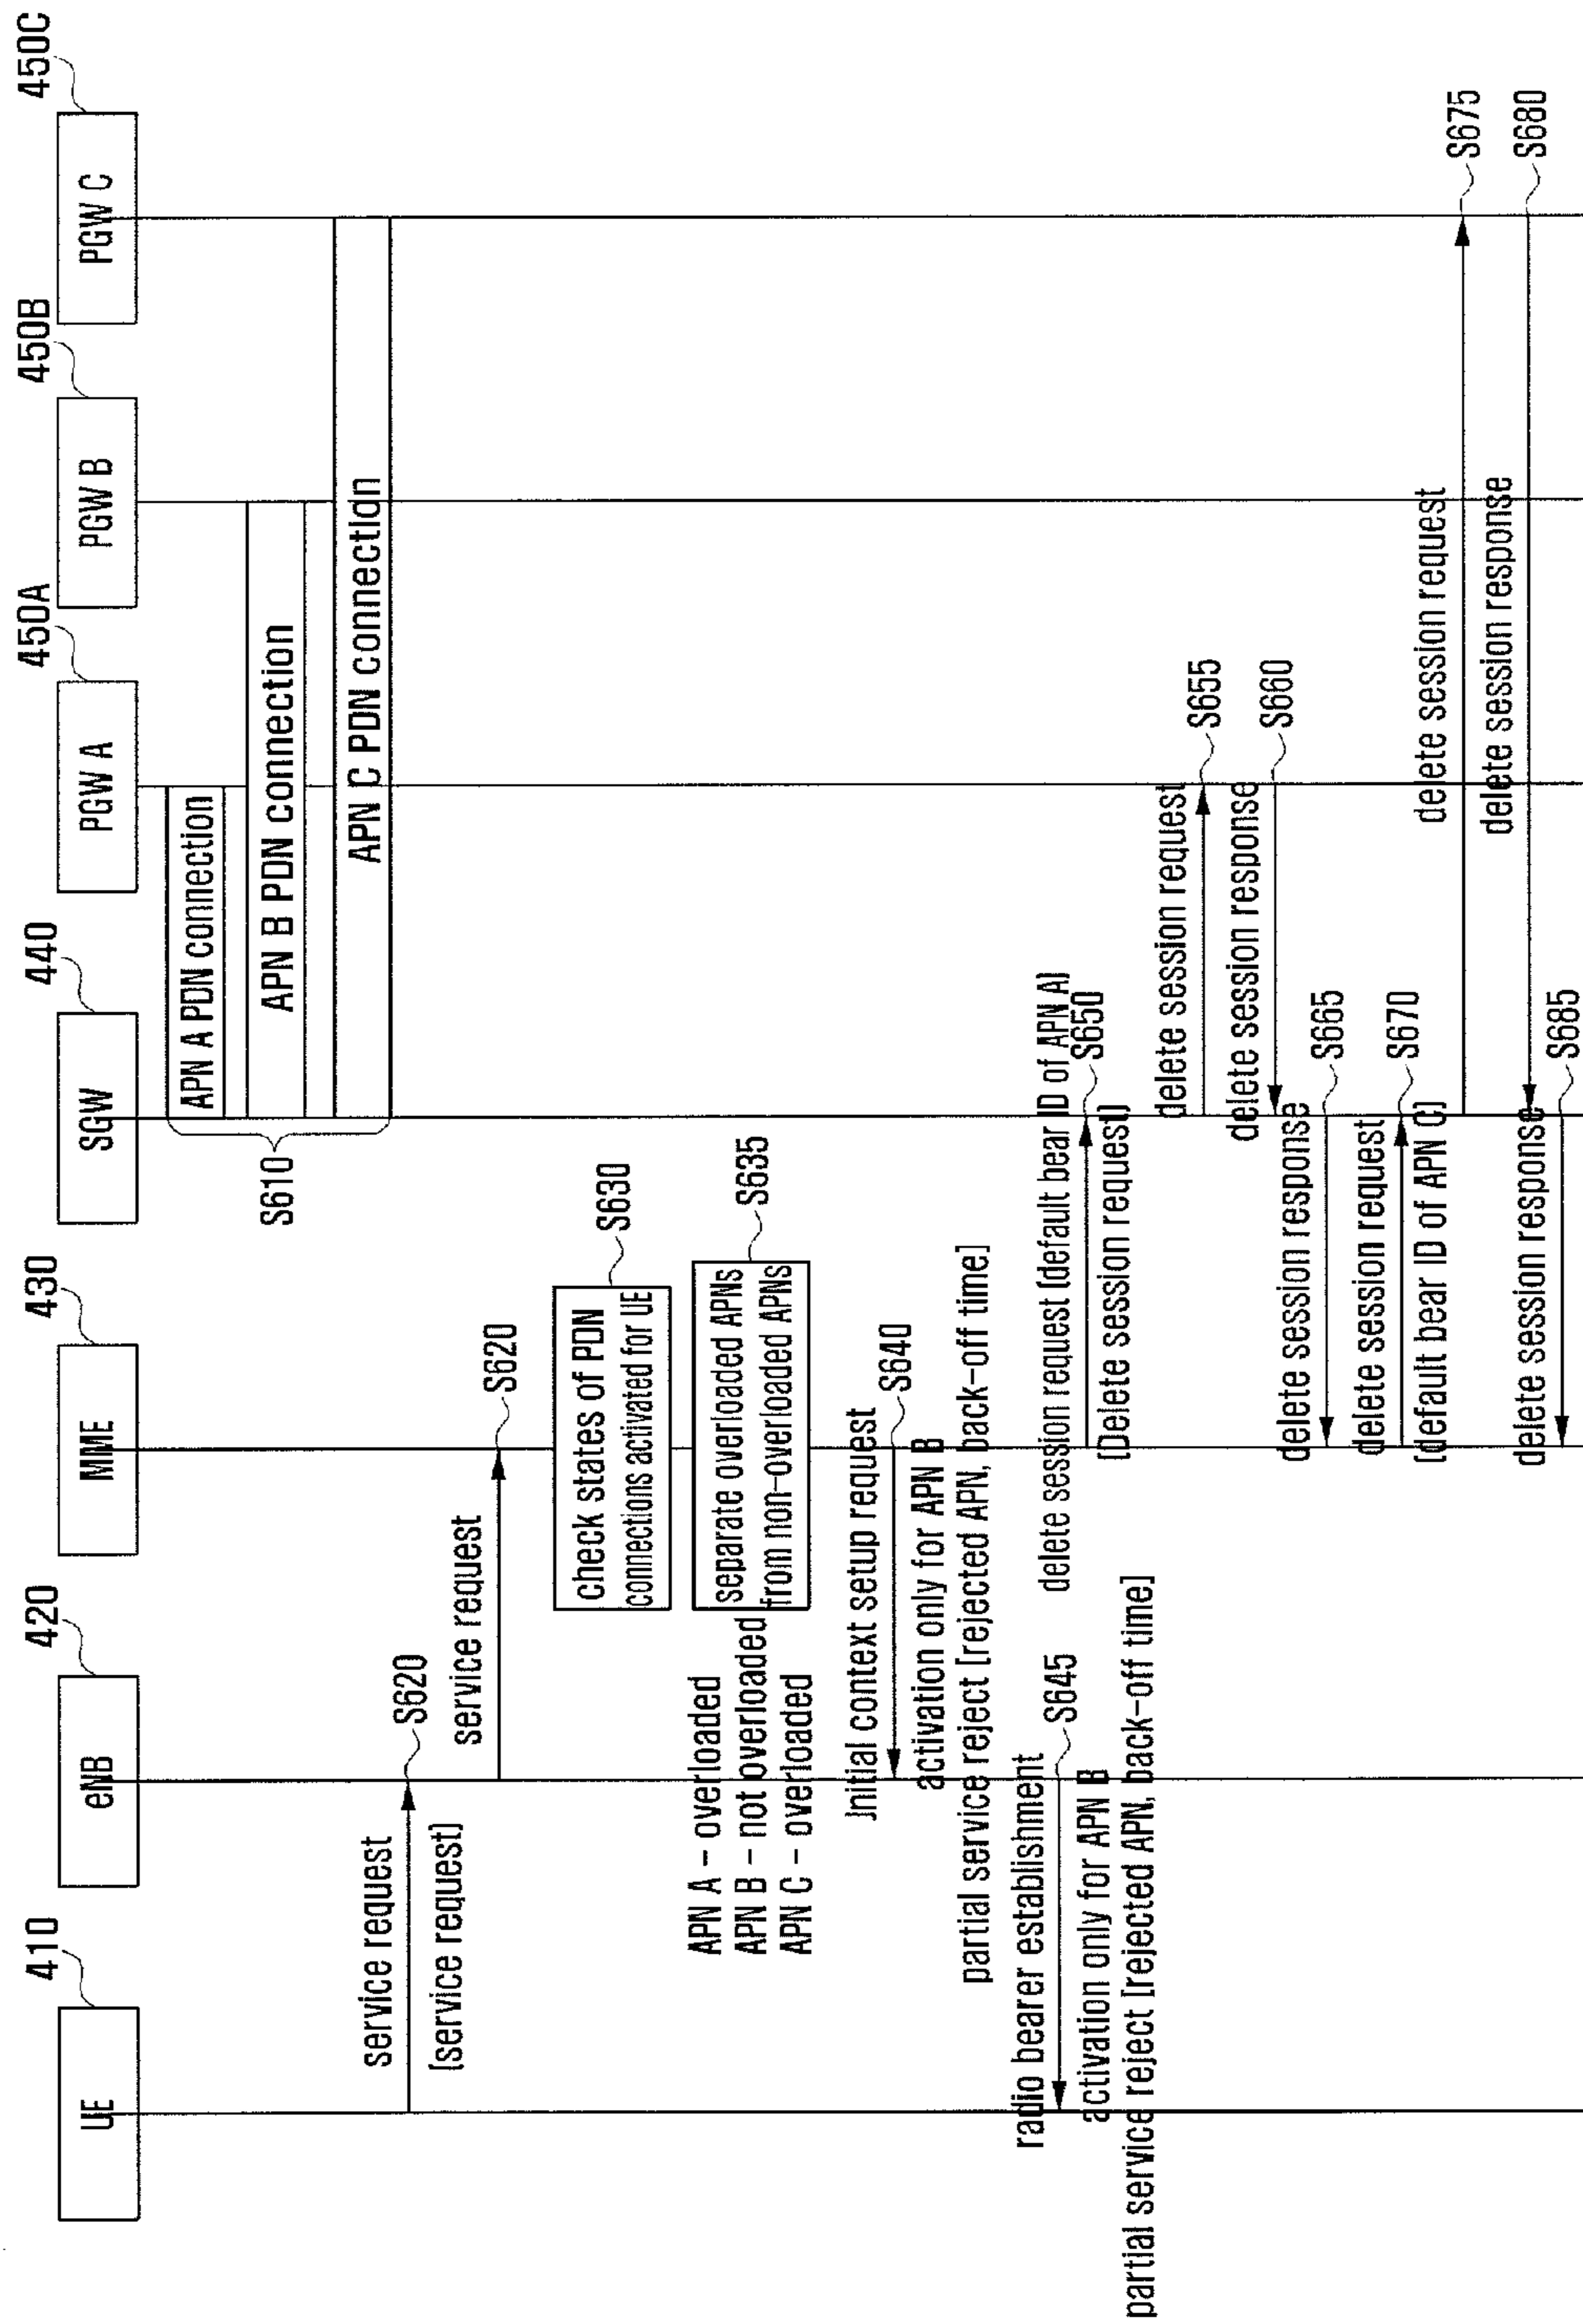 UE
410
eNB
420
MME
430
SGW
440
PGW A
450A
PGW B
450B
PGW C
450C
APN A PDN connection
APN B PDN connection
APN C PDN connection
S610
service request
S620
[service request]
service request
S620
check states of PDN
connections activated for UE
S630
separate overloaded APNs
from non-overloaded APNs
S635
APN A - overloaded
APN B - not overloaded
APN C - overloaded
Initial context setup request
S640
activation only for APN B
partial service reject [rejected APN, back-off time]
radio bearer establishment
S645
activation only for APN B
partial service reject [rejected APN, back-off time]
delete session request [default bear ID of APN A]
S650
[Delete session request]
delete session request
S655
delete session response
S660
delete session response
S665
delete session request
S670
[default bear ID of APN C]
delete session request
S675
delete session response
S680
delete session response
S685